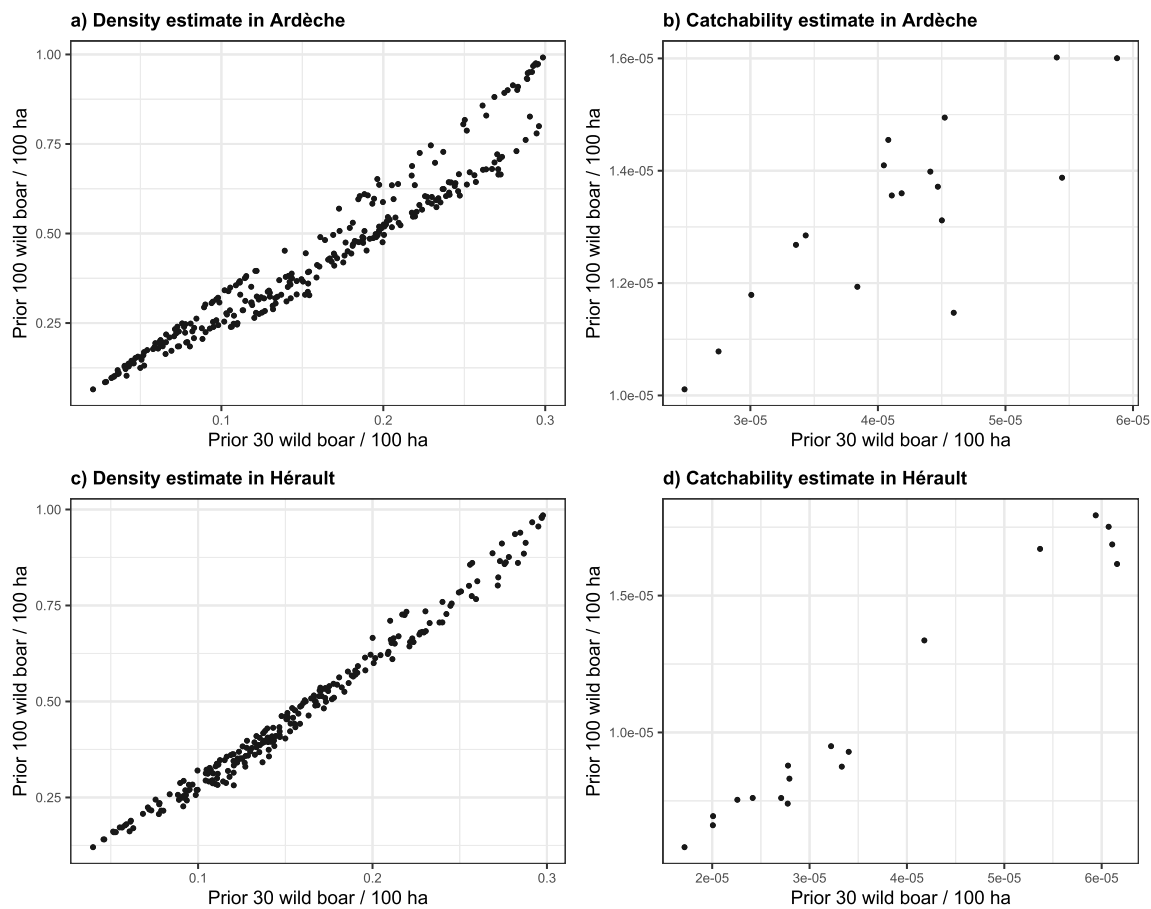 a) Density estimate in Ardèche
Prior 100 wild boar / 100 ha
1.00
0.75
0.50
0.25
0.1
0.2
0.3
Prior 30 wild boar / 100 ha
b) Catchability estimate in Ardèche
Prior 100 wild boar / 100 ha
1.6e-05
1.4e-05
1.2e-05
1.0e-05
3e-05
4e-05
5e-05
6e-05
Prior 30 wild boar / 100 ha
c) Density estimate in Hérault
Prior 100 wild boar / 100 ha
1.00
0.75
0.50
0.25
0.1
0.2
0.3
Prior 30 wild boar / 100 ha
d) Catchability estimate in Hérault
Prior 100 wild boar / 100 ha
1.5e-05
1.0e-05
2e-05
3e-05
4e-05
5e-05
6e-05
Prior 30 wild boar / 100 ha